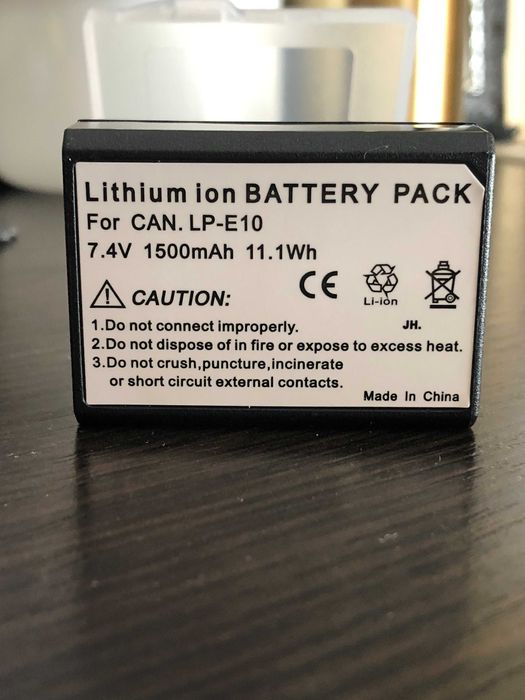 Lithium ion BATTERY PACK
For CAN. LP-E10
7.4V 1500mAh 11.1Wh
CE
Li-ion
CAUTION:
JH.
1.Do not connect improperly.
2.Do not dispose of in fire or expose to excess heat.
3.Do not crush,puncture,incinerate
or short circuit external contacts.
Made In China